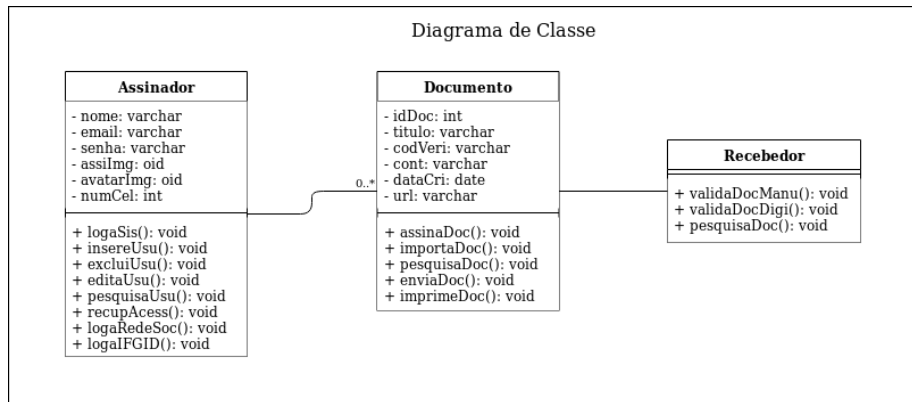 Diagrama de Classe
Assinador
- nome: varchar
- email: varchar
- senha: varchar
- assiImg: oid
- avatarImg: oid
- numCel: int
+ logaSis(): void
+ insereUsu(): void
+ excluiUsu(): void
+ editaUsu(): void
+ pesquisaUsu(): void
+ recupAcess(): void
+ logaRedeSoc(): void
+ logaIFGID(): void
0..*
Documento
- idDoc: int
- titulo: varchar
- codVeri: varchar
- cont: varchar
- dataCri: date
- url: varchar
+ assinaDoc(): void
+ importaDoc(): void
+ pesquisaDoc(): void
+ enviaDoc(): void
+ imprimeDoc(): void
Recebedor
+ validaDocManu(): void
+ validaDocDigi(): void
+ pesquisaDoc(): void